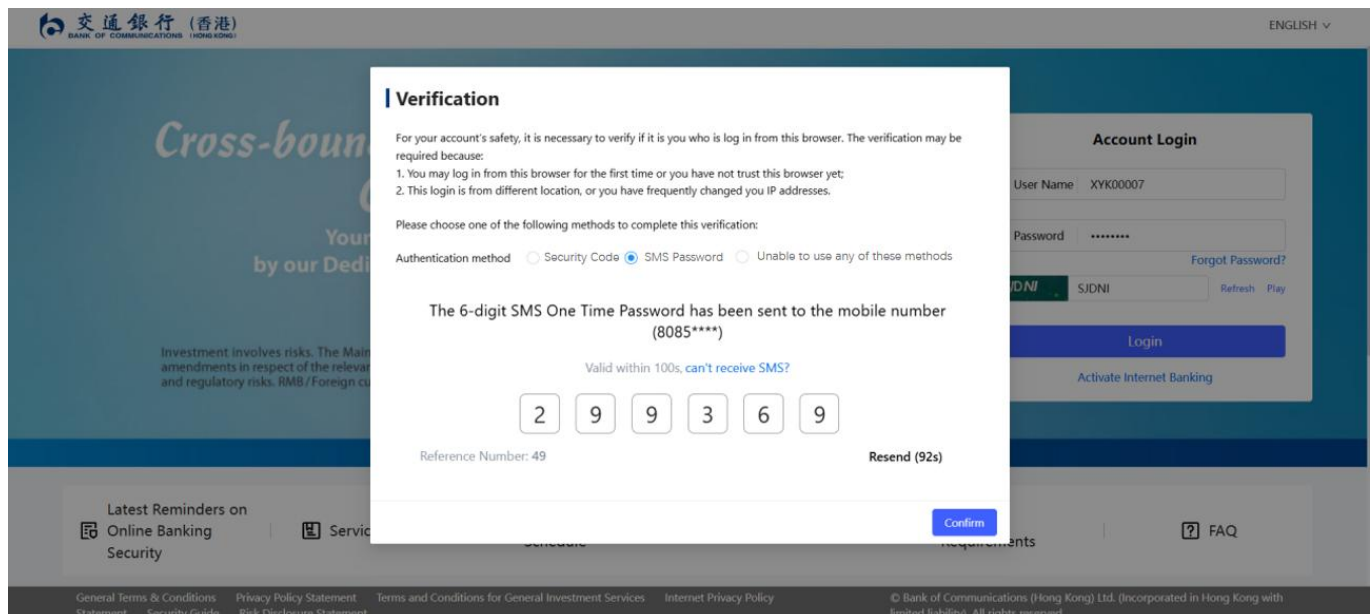 交通銀行 (香港)
BANK OF COMMUNICATIONS (HONG KONG)
ENGLISH
Cross-boun
Your
by our Dedi
Investment involves risks. The Main
amendments in respect of the relevan
and regulatory risks. RMB/Foreign cu
Verification
For your account's safety, it is necessary to verify if it is you who is log in from this browser. The verification may be
required because:
1. You may log in from this browser for the first time or you have not trust this browser yet;
2. This login is from different location, or you have frequently changed you IP addresses.
Please choose one of the following methods to complete this verification:
Authentication method Security Code SMS Password Unable to use any of these methods
The 6-digit SMS One Time Password has been sent to the mobile number
(8085****)
Valid within 100s, can't receive SMS?
2 9 9 3 6 9
Reference Number: 49 Resend (92s)
Confirm
Account Login
User Name XYK00007
Password ••••••••
Forgot Password?
JDNI SJDNI Refresh Play
Login
Activate Internet Banking
Latest Reminders on
Online Banking
Security
Servic
Schedule
Requirements
FAQ
General Terms & Conditions Privacy Policy Statement Terms and Conditions for General Investment Services Internet Privacy Policy
Statement Security Guide Risk Disclosure Statement
© Bank of Communications (Hong Kong) Ltd. (Incorporated in Hong Kong with
limited liability). All rights reserved.